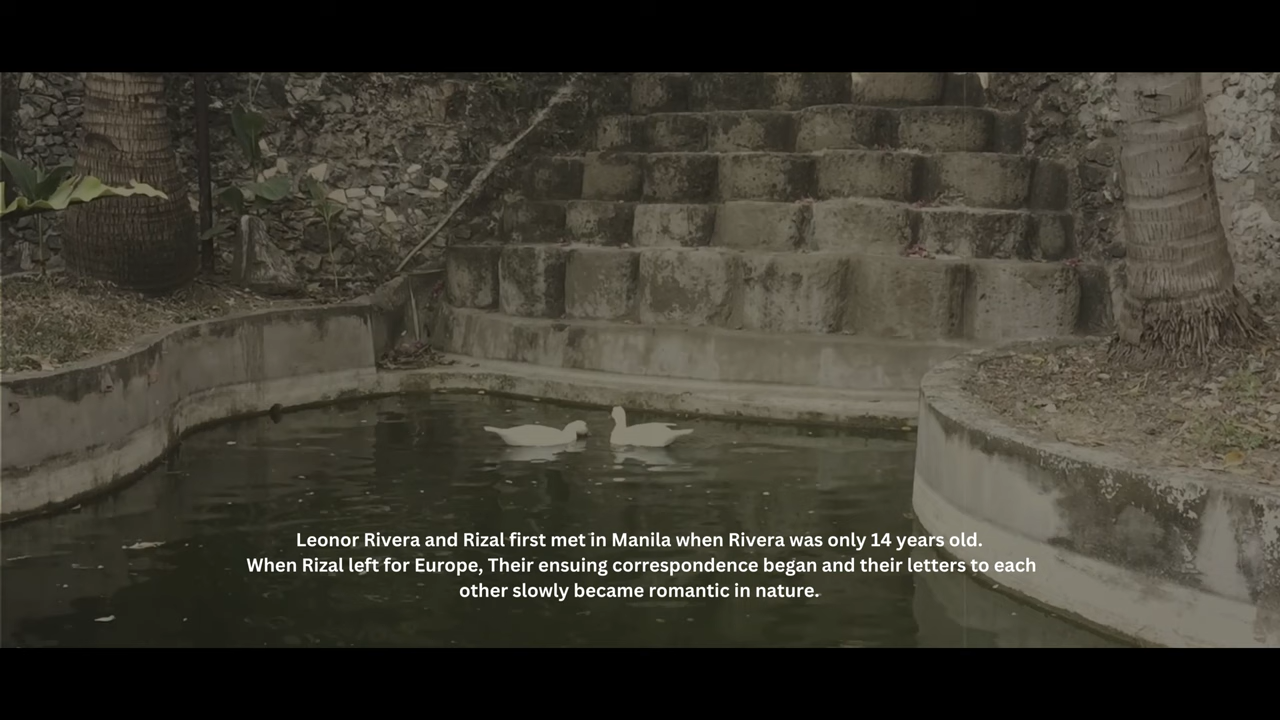 Leonor Rivera and Rizal first met in Manila when Rivera was only 14 years old.
When Rizal left for Europe, Their ensuing correspondence began and their letters to each
other slowly became romantic in nature.